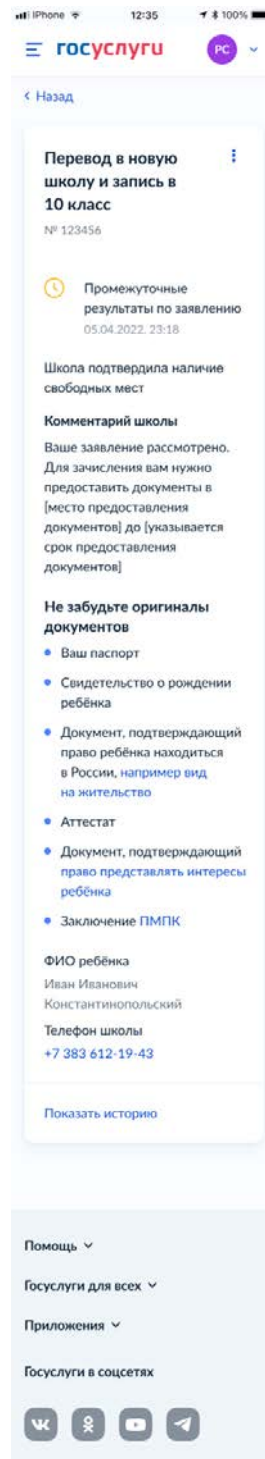 iPhone 12:35 100%
госуслуги РС
Назад
Перевод в новую
школу и запись в
10 класс
№ 123456
Промежуточные
результаты по заявлению
05.04.2022. 23:18
Школа подтвердила наличие
свободных мест
Комментарий школы
Ваше заявление рассмотрено.
Для зачисления вам нужно
предоставить документы в
[место предоставления
документов] до [указывается
срок предоставления
документов]
Не забудьте оригиналы
документов
Ваш паспорт
Свидетельство о рождении
ребёнка
Документ, подтверждающий
право ребёнка находиться
в России, например вид
на жительство
Аттестат
Документ, подтверждающий
право представлять интересы
ребёнка
Заключение ПМПК
ФИО ребёнка
Иван Иванович
Константинопольский
Телефон школы
+7 383 612-19-43
Показать историю
Помощь
Госуслуги для всех
Приложения
Госуслуги в соцсетях